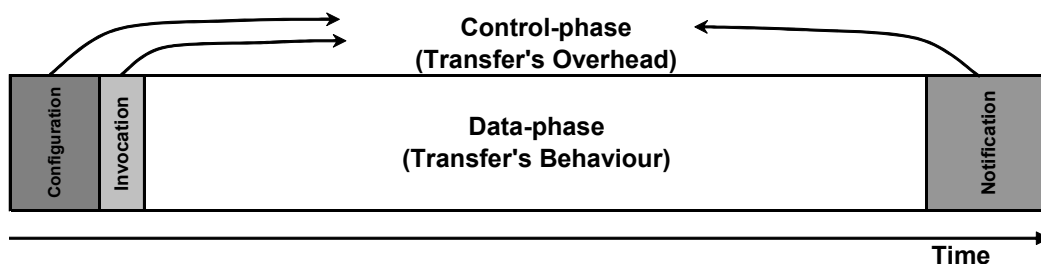 Control-phase
(Transfer's Overhead)
Configuration
Invocation
Data-phase
(Transfer's Behaviour)
Notification
Time